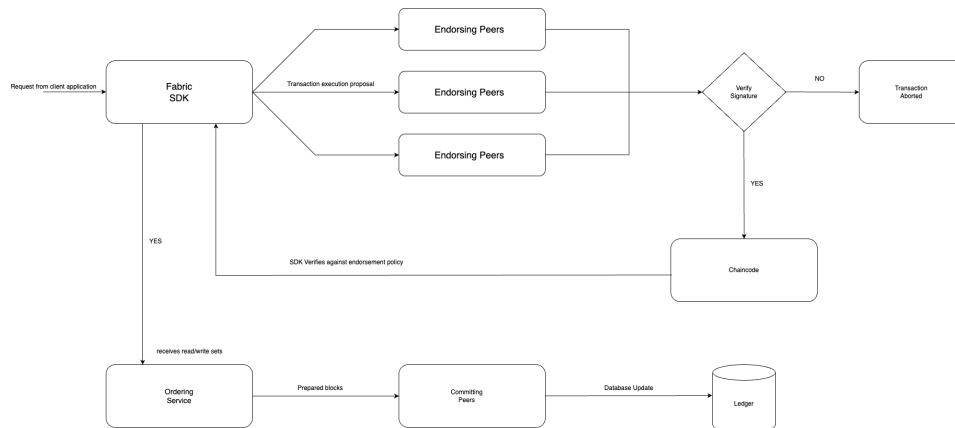 Endorsing Peers
Request from client application
Fabric
SDK
Transaction execution proposal
Endorsing Peers
Verify
Signature
NO
Transaction
Aborted
Endorsing Peers
YES
YES
SDK Verifies against endorsement policy
Chaincode
receives read/write sets
Ordering
Service
Prepared blocks
Committing
Peers
Database Update
Ledger